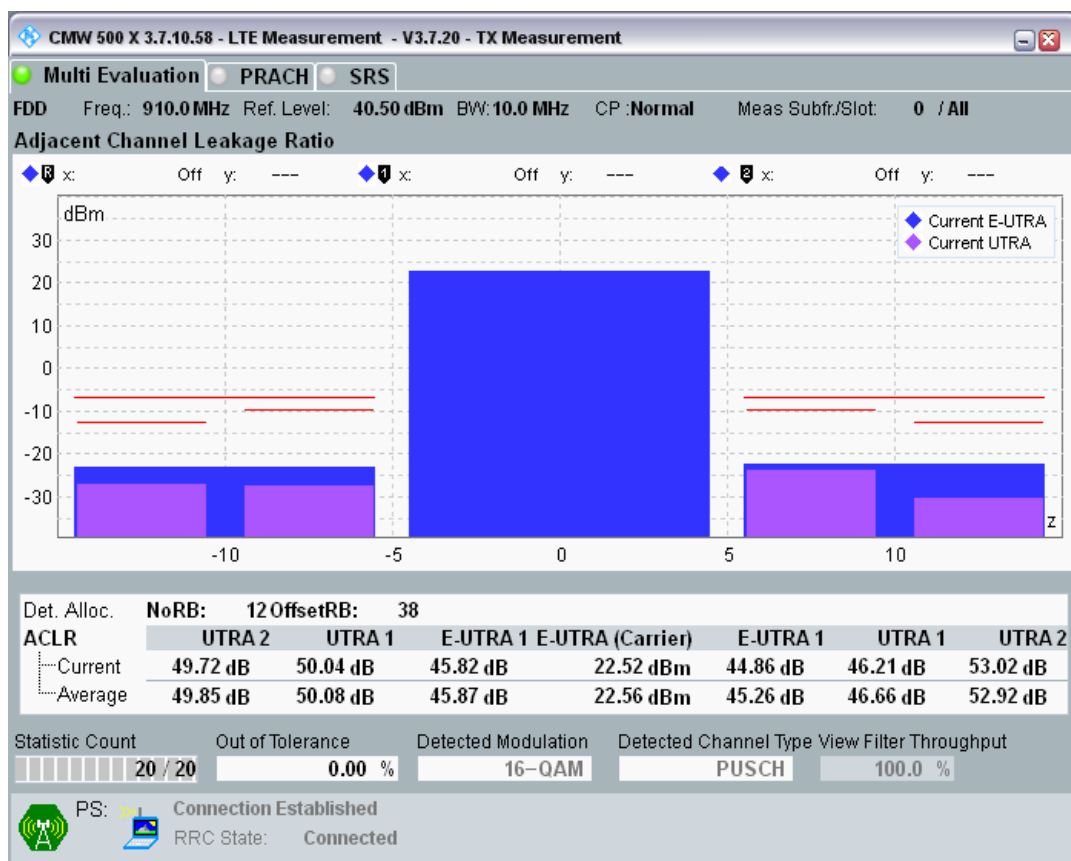 CMW 500 X 3.7.10.58 - LTE Measurement - V3.7.20 - TX Measurement
Multi Evaluation PRACH SRS
FDD Freq.: 910.0 MHz Ref. Level: 40.50 dBm BW: 10.0 MHz CP :Normal Meas Subfr./Slot: 0 / All
Adjacent Channel Leakage Ratio
R x: Off y: --- 1 x: Off y: --- 2 x: Off y: ---
dBm
Current E-UTRA
Current UTRA
30
20
10
0
-10
-20
-30
z
-10 -5 0 5 10
Det. Alloc. NoRB: 12 OffsetRB: 38
ACLR UTRA 2 UTRA 1 E-UTRA 1 E-UTRA (Carrier) E-UTRA 1 UTRA 1 UTRA 2
Current 49.72 dB 50.04 dB 45.82 dB 22.52 dBm 44.86 dB 46.21 dB 53.02 dB
Average 49.85 dB 50.08 dB 45.87 dB 22.56 dBm 45.26 dB 46.66 dB 52.92 dB
Statistic Count Out of Tolerance Detected Modulation Detected Channel Type View Filter Throughput
20 / 20 0.00 % 16-QAM PUSCH 100.0 %
PS: Connection Established
RRC State: Connected